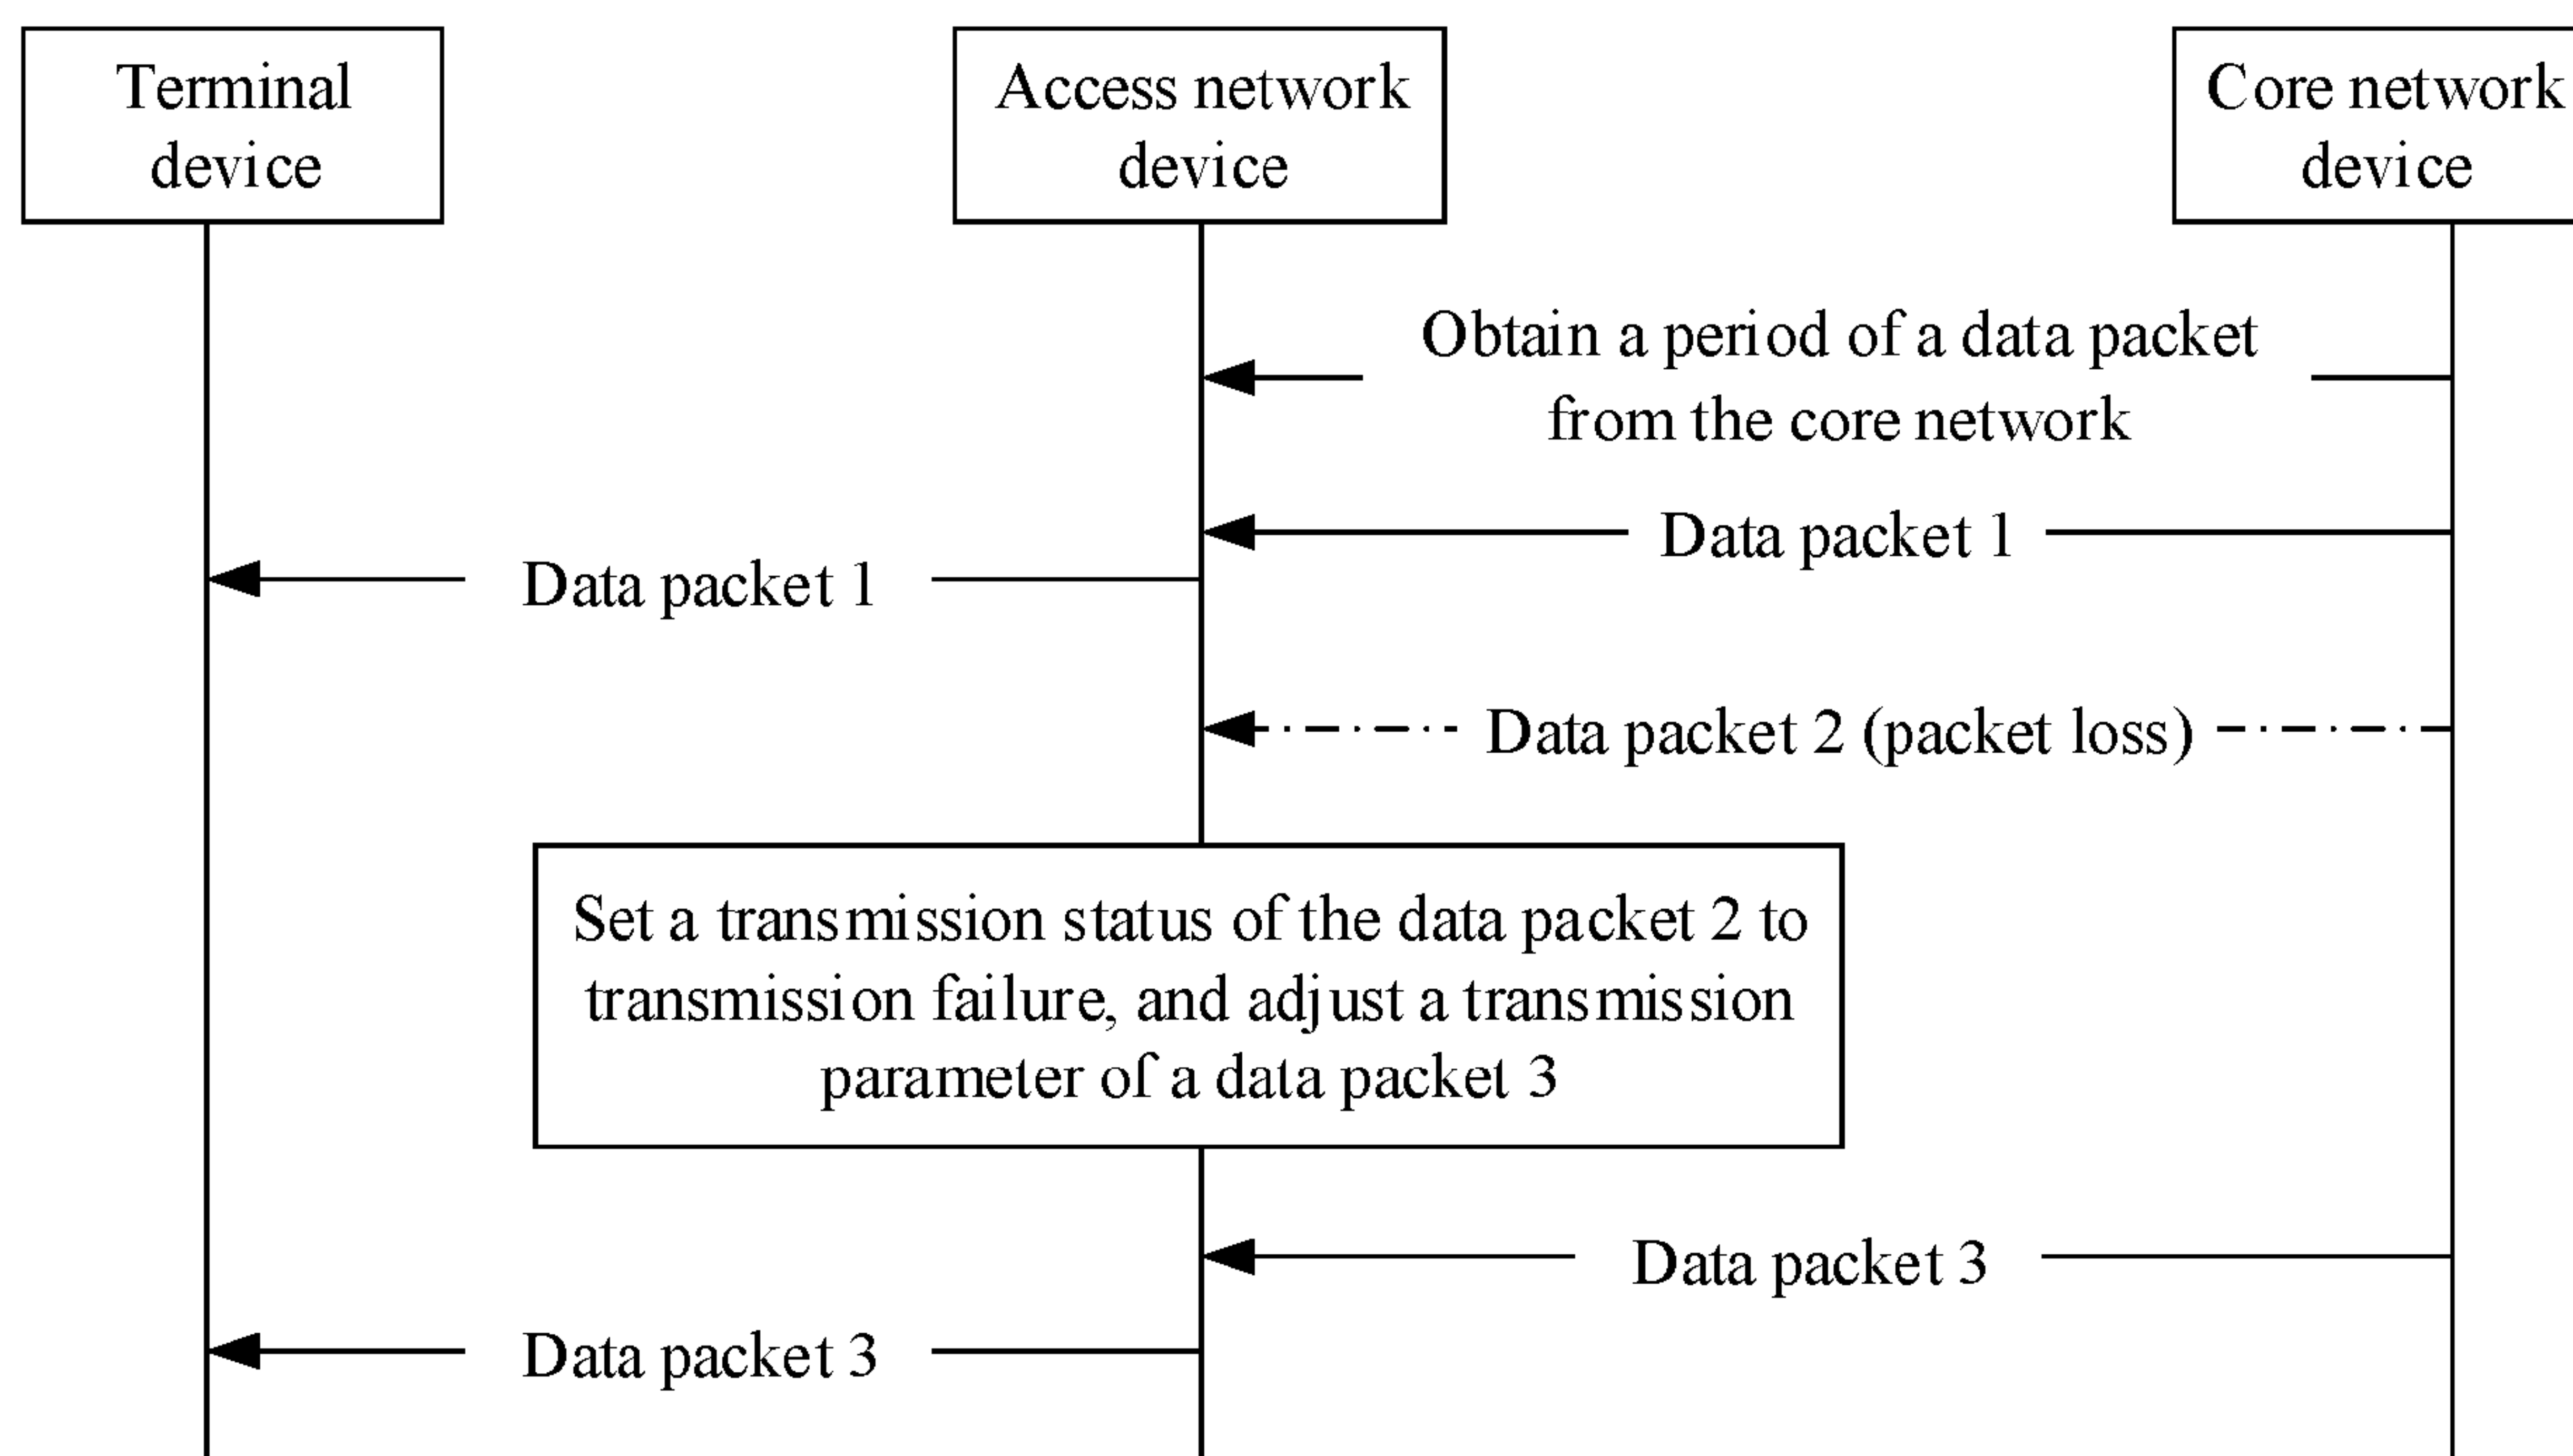 Terminal
device
Access network
device
Core network
device
Obtain a period of a data packet
from the core network
Data packet 1
Data packet 1
Data packet 2 (packet loss)
Set a transmission status of the data packet 2 to
transmission failure, and adjust a transmission
parameter of a data packet 3
Data packet 3
Data packet 3